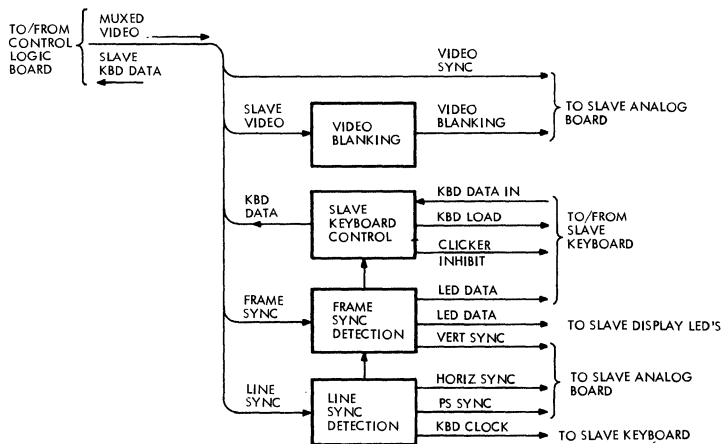 TO/FROM
CONTROL
LOGIC
BOARD
MUXED
VIDEO
SLAVE
KBD DATA
VIDEO
SYNC
SLAVE
VIDEO
VIDEO
BLANKING
VIDEO
BLANKING
TO SLAVE ANALOG
BOARD
KBD
DATA
SLAVE
KEYBOARD
CONTROL
KBD DATA IN
KBD LOAD
CLICKER
INHIBIT
TO/FROM
SLAVE
KEYBOARD
FRAME
SYNC
FRAME
SYNC
DETECTION
LED DATA
LED DATA
TO SLAVE DISPLAY LED'S
VERT SYNC
LINE
SYNC
LINE
SYNC
DETECTION
HORIZ SYNC
PS SYNC
TO SLAVE ANALOG
BOARD
KBD CLOCK
TO SLAVE KEYBOARD